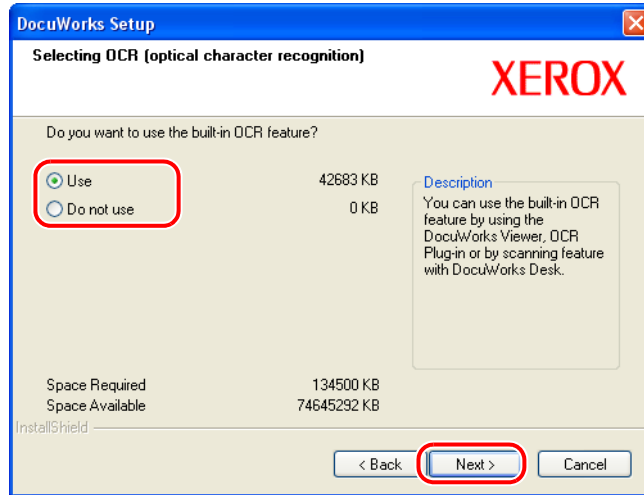 DocuWorks Setup
Selecting OCR (optical character recognition)
XEROX
Do you want to use the built-in OCR feature?
Use 42683 KB
Do not use 0 KB
Description
You can use the built-in OCR
feature by using the
DocuWorks Viewer, OCR
Plug-in or by scanning feature
with DocuWorks Desk.
Space Required 134500 KB
Space Available 74645292 KB
InstallShield
< Back
Next >
Cancel